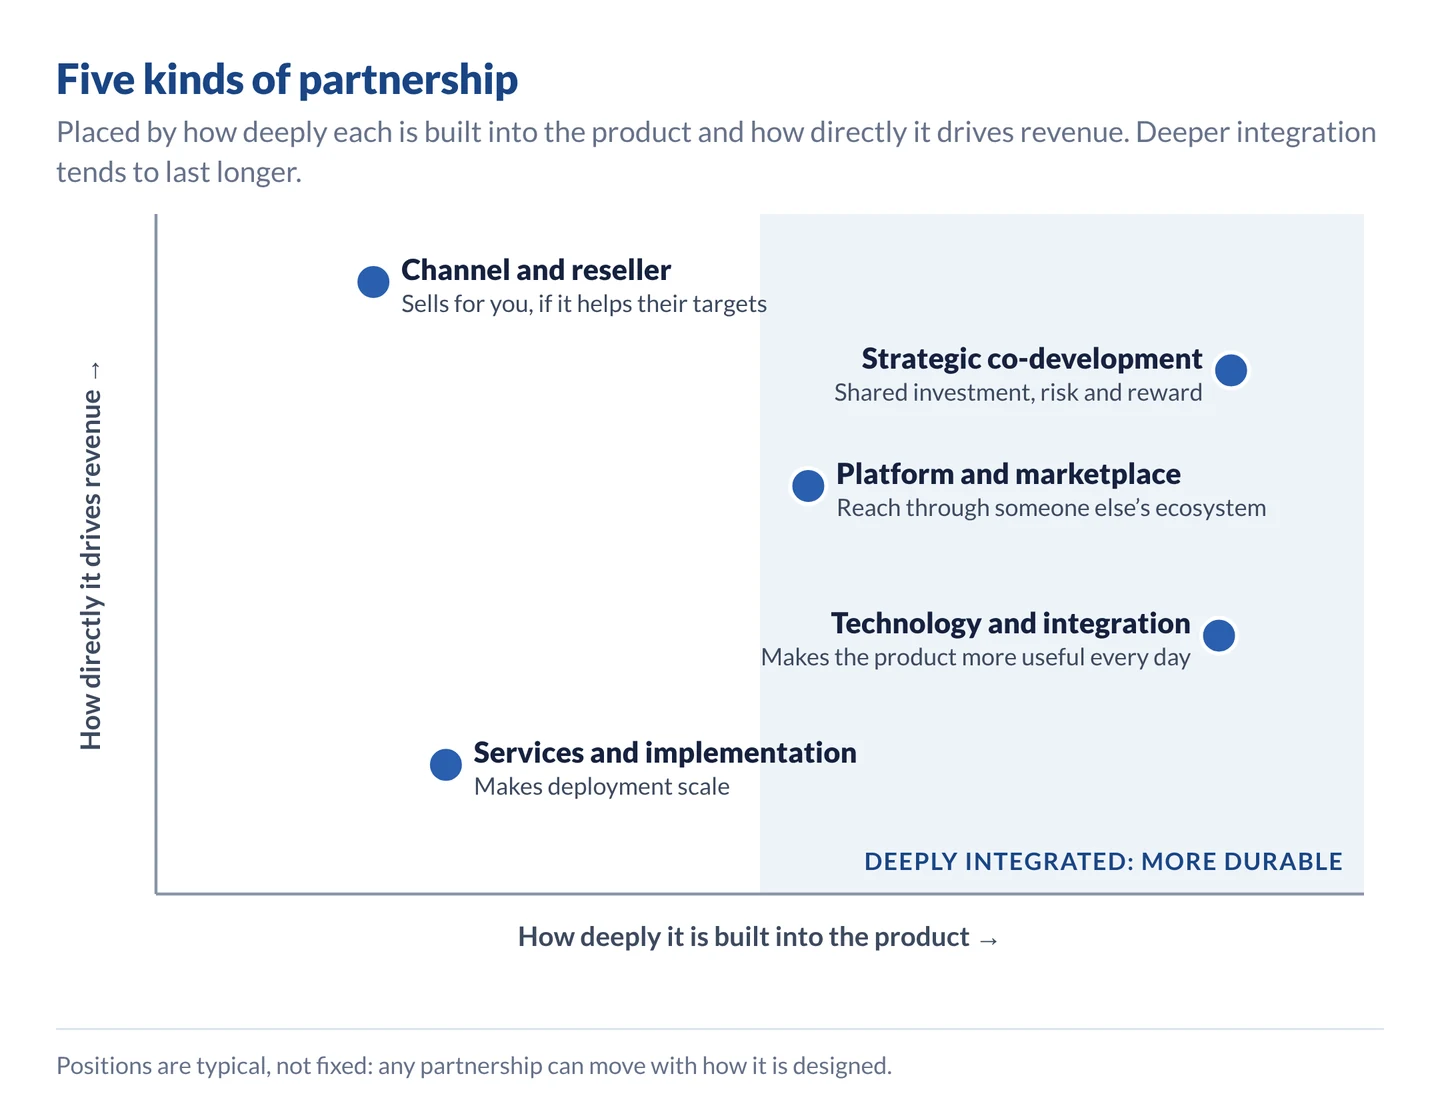 Five kinds of partnership
Placed by how deeply each is built into the product and how directly it drives revenue. Deeper integration
tends to last longer.
Channel and reseller
Sells for you, if it helps their targets
Strategic co-development
Shared investment, risk and reward
Platform and marketplace
Reach through someone else’s ecosystem
Technology and integration
Makes the product more useful every day
Services and implementation
Makes deployment scale
DEEPLY INTEGRATED: MORE DURABLE
How directly it drives revenue →
How deeply it is built into the product →
Positions are typical, not fixed: any partnership can move with how it is designed.